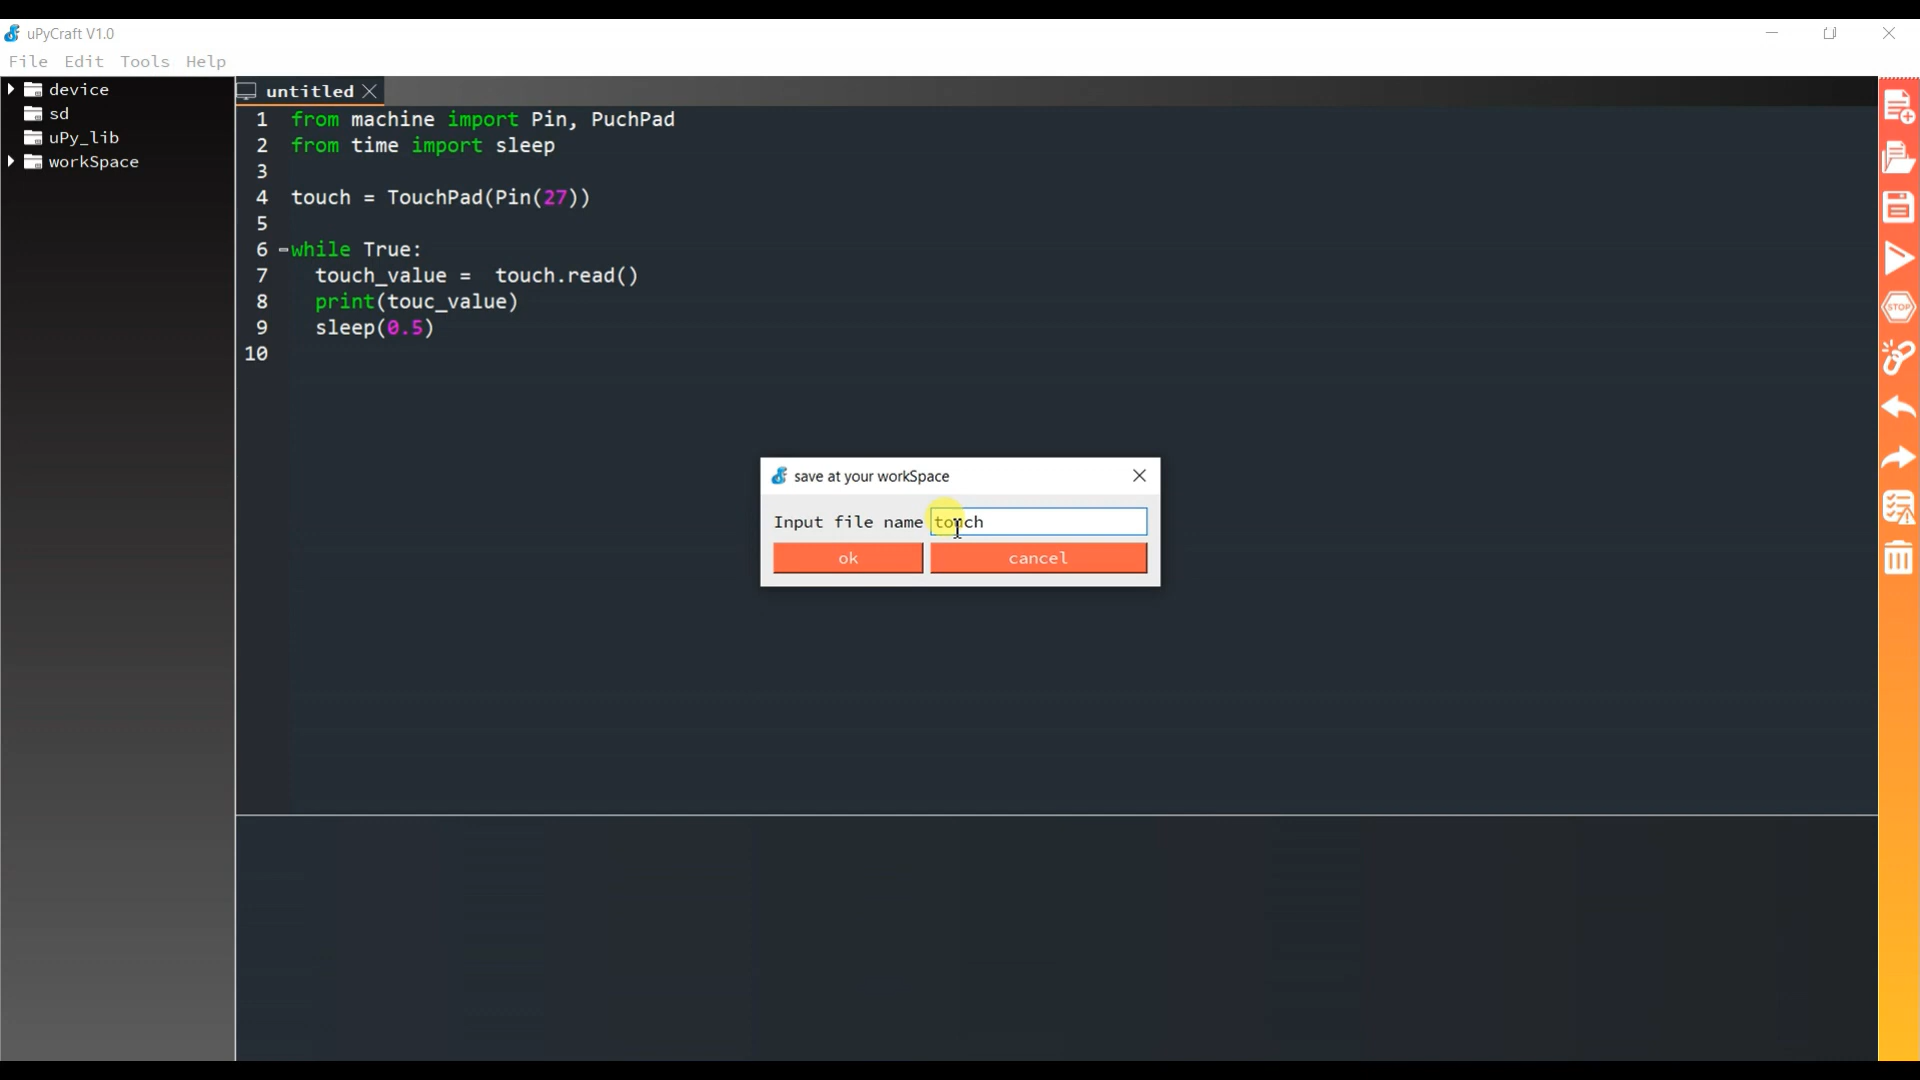 uPyCraft V1.0
File Edit Tools Help
device
sd
uPy_lib
workSpace
untitled
1 from machine import Pin, PuchPad
2 from time import sleep
3
4 touch = TouchPad(Pin(27))
5
6 while True:
7 touch_value = touch.read()
8 print(touc_value)
9 sleep(0.5)
10
save at your workSpace
Input file name touch
ok cancel
STOP